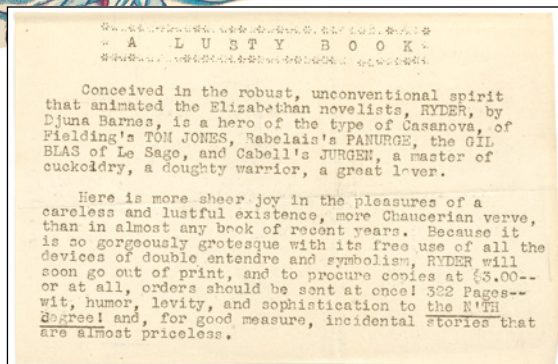 A LUSTY BOOK
Conceived in the robust, unconventional spirit
that animated the Elizabethan novelists, RYDER, by
Djuna Barnes, is a hero of the type of Casanova, of
Fielding's TOM JONES, Rabelais's PANURGE, the GIL
BLAS of Le Sage, and Cabell's JURGEN, a master of
cuckoldry, a doughty warrior, a great lover.
Here is more sheer joy in the pleasures of a
careless and lustful existence, more Chaucerian verve,
than in almost any book of recent years. Because it
is so gorgeously grotesque with its free use of all the
devices of double entendre and symbolism, RYDER will
soon go out of print, and to procure copies at $3.00--
or at all, orders should be sent at once! 322 Pages--
wit, humor, levity, and sophistication to the N'TH
degree! and, for good measure, incidental stories that
are almost priceless.